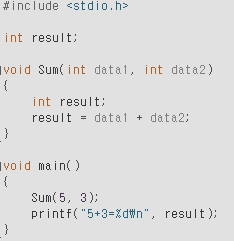 #include <stdio.h>
int result;
void Sum(int data1, int data2)
{
int result;
result = data1 + data2;
}
void main()
{
Sum(5, 3);
printf("5+3=%d₩n", result);
}